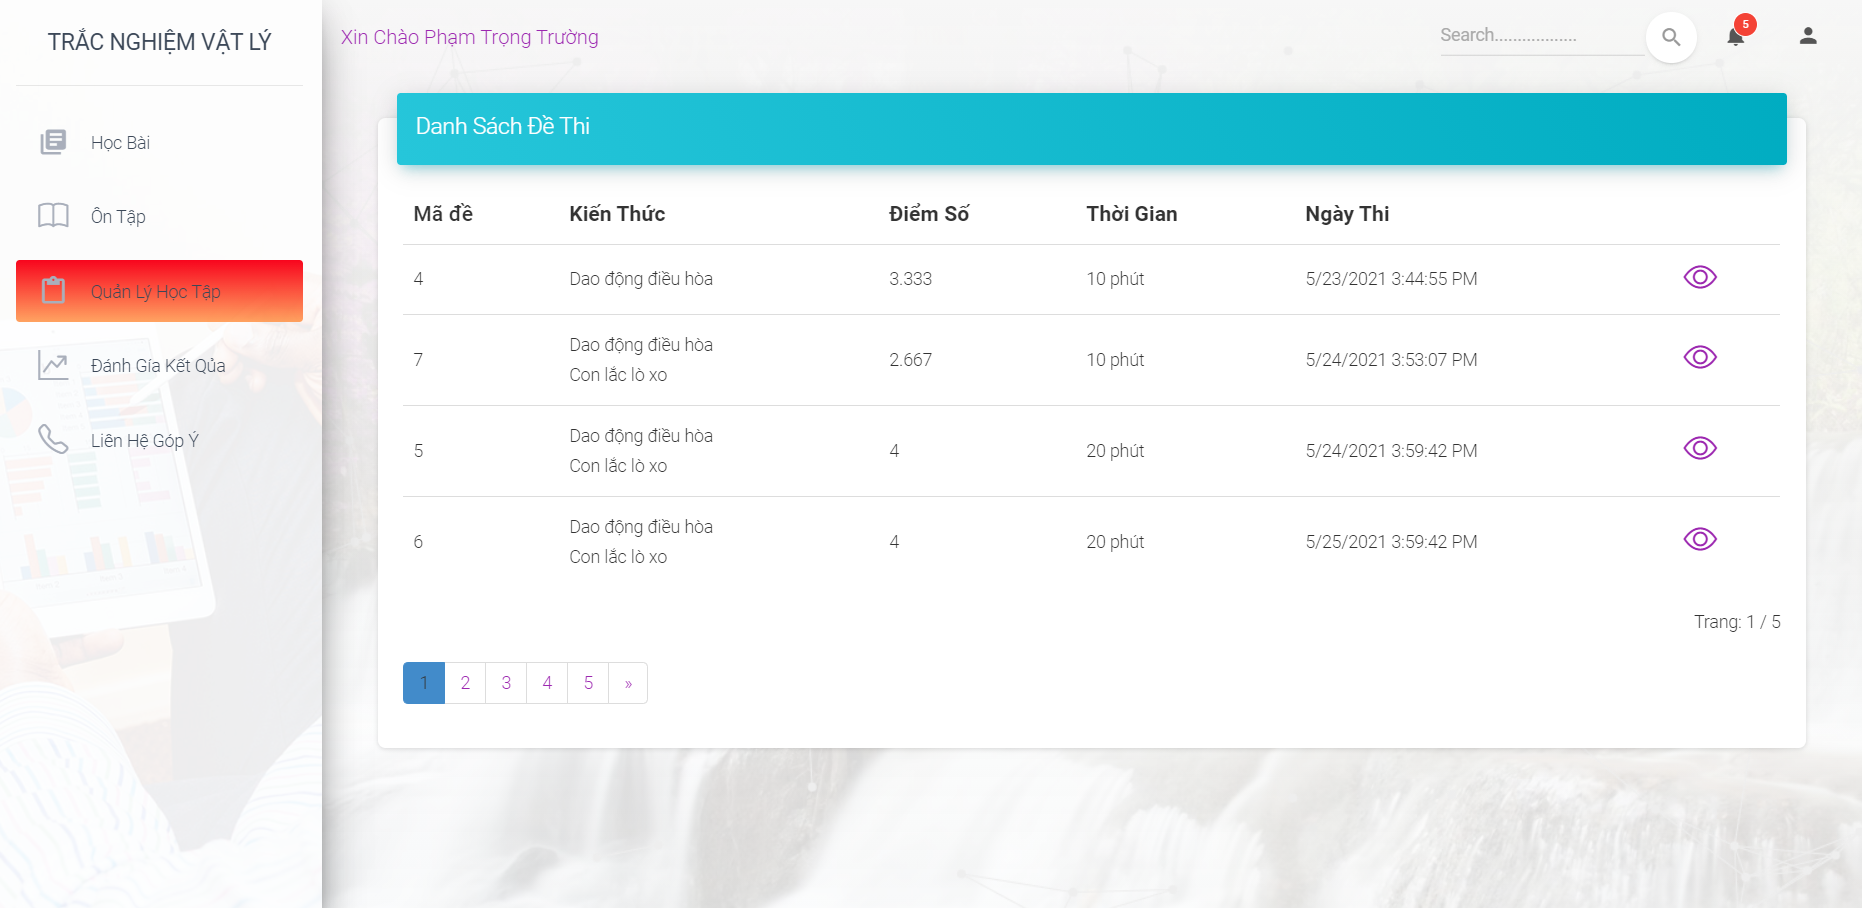 TRẮC NGHIỆM VẬT LÝ
Học Bài
Ôn Tập
Quản Lý Học Tập
Đánh Gía Kết Qủa
Liên Hệ Góp Ý
Xin Chào Phạm Trọng Trường
Search..................
5
Danh Sách Đề Thi
Mã đề Kiến Thức Điểm Số Thời Gian Ngày Thi
4 Dao động điều hòa 3.333 10 phút 5/23/2021 3:44:55 PM
7 Dao động điều hòa 2.667 10 phút 5/24/2021 3:53:07 PM
Con lắc lò xo
5 Dao động điều hòa 4 20 phút 5/24/2021 3:59:42 PM
Con lắc lò xo
6 Dao động điều hòa 4 20 phút 5/25/2021 3:59:42 PM
Con lắc lò xo
Trang: 1 / 5
1 2 3 4 5 »